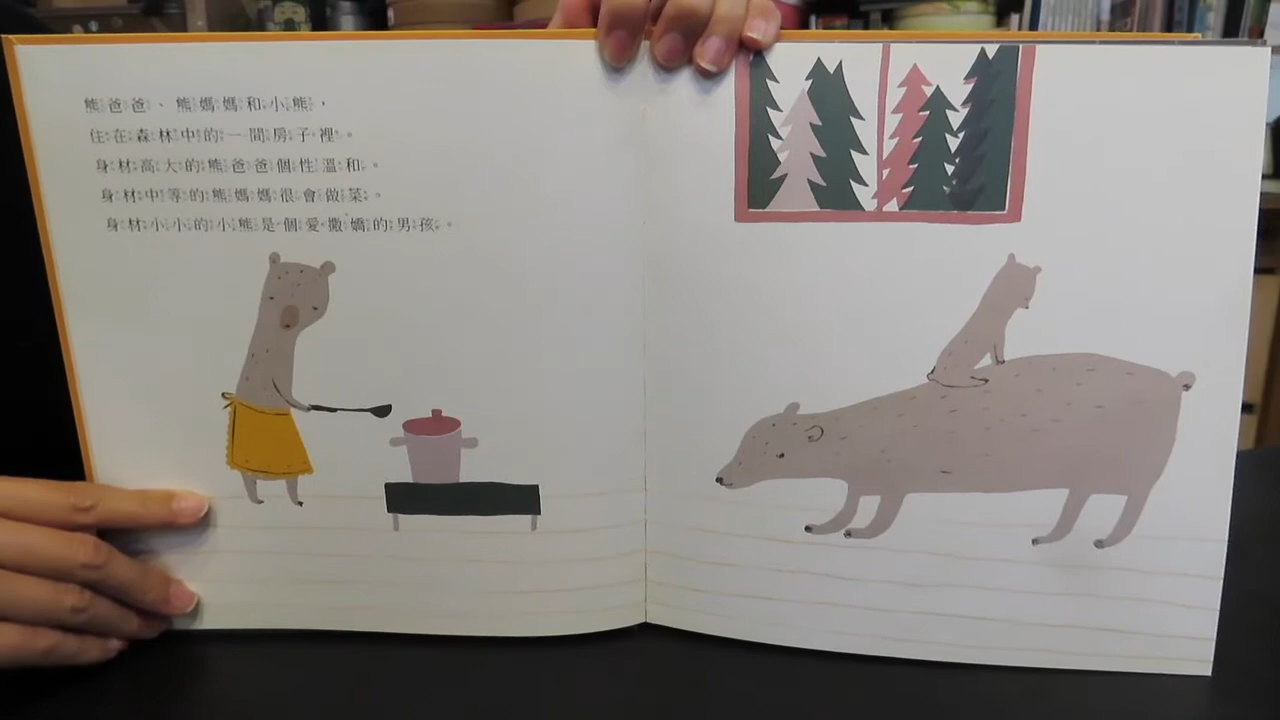 熊爸爸、熊媽媽和小熊，
住在森林中的一間房子裡。
身材高大的熊爸爸個性溫和。
身材中等的熊媽媽很會做菜。
身材小小的小熊是個愛撒嬌的男孩。